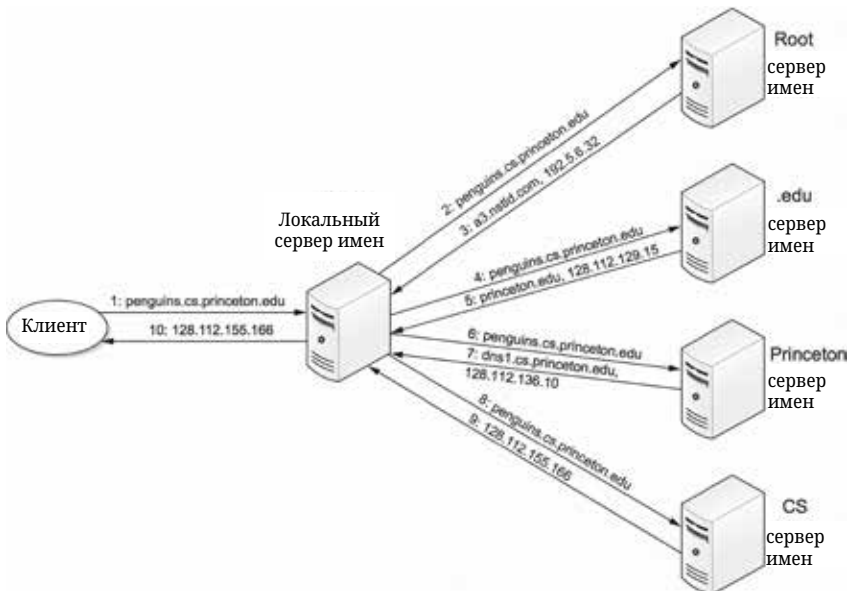 Root
сервер
имен
2: penguins.cs.princeton.edu
3: a3.nstld.com, 192.5.6.32
.edu
сервер
имен
Локальный
сервер имен
4: penguins.cs.princeton.edu
5: princeton.edu, 128.112.129.15
1: penguins.cs.princeton.edu
Клиент
10: 128.112.155.166
6: penguins.cs.princeton.edu
7: dns1.cs.princeton.edu,
128.112.136.10
Princeton
сервер
имен
8: penguins.cs.princeton.edu
9: 128.112.155.166
CS
сервер
имен